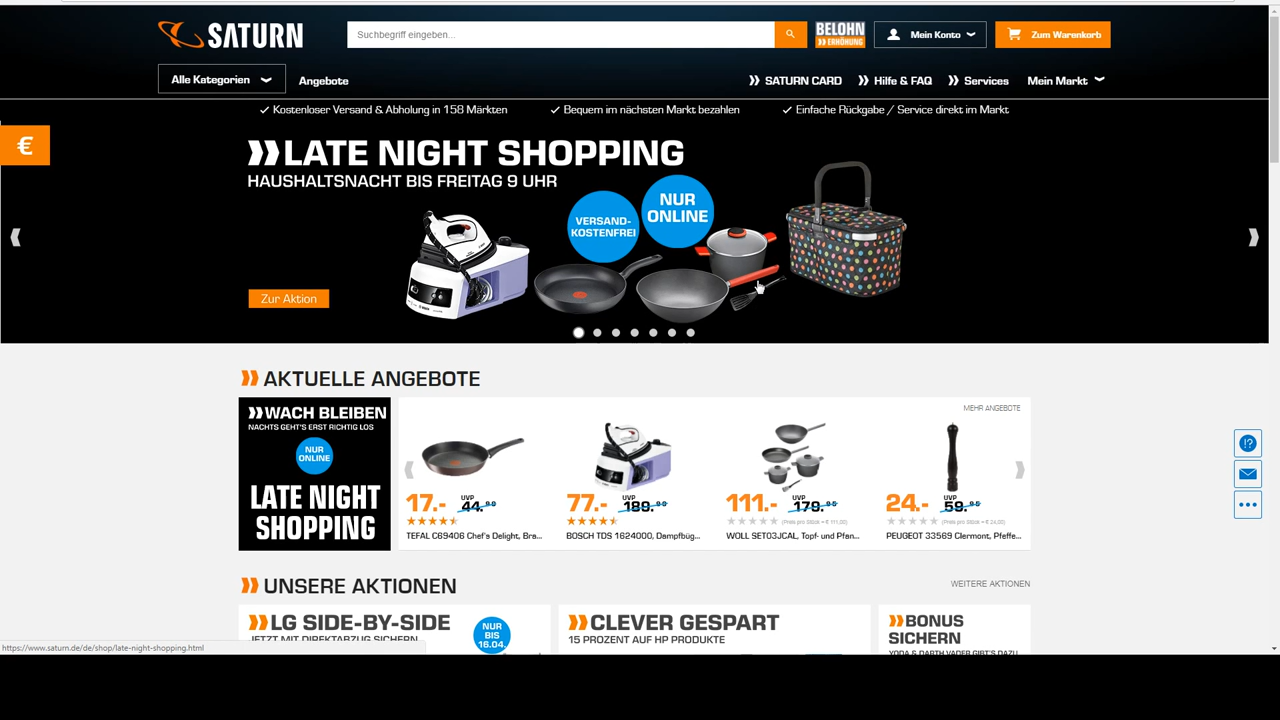 SATURN
Suchbegriff eingeben...
BELOHN
ERHÖHUNG
Mein Konto
Zum Warenkorb
Alle Kategorien
Angebote
SATURN CARD
Hilfe & FAQ
Services
Mein Markt
Kostenloser Versand & Abholung in 158 Märkten
Bequem im nächsten Markt bezahlen
Einfache Rückgabe / Service direkt im Markt
€
LATE NIGHT SHOPPING
HAUSHALTSNACHT BIS FREITAG 9 UHR
VERSAND-
KOSTENFREI
NUR
ONLINE
Zur Aktion
AKTUELLE ANGEBOTE
WACH BLEIBEN
NACHTS GEHT'S ERST RICHTIG LOS
NUR
ONLINE
LATE NIGHT
SHOPPING
MEHR ANGEBOTE
17.- UVP 44.99
TEFAL C69406 Chef's Delight, Bra...
77.- UVP 189.99
BOSCH TDS 1624000, Dampfbüg...
111.- UVP 179.95
(Preis pro Stück = € 111,00)
WOLL SET03JCAL, Topf- und Pfan...
24.- UVP 59.95
(Preis pro Stück = € 24,00)
PEUGEOT 33569 Clermont, Pfeffe...
UNSERE AKTIONEN
WEITERE AKTIONEN
LG SIDE-BY-SIDE
JETZT MIT DIREKTABZUG SICHERN
NUR
BIS
16.04.
CLEVER GESPART
15 PROZENT AUF HP PRODUKTE
BONUS
SICHERN
YODA & DARTH VADER GIBT'S DAZU
https://www.saturn.de/de/shop/late-night-shopping.html